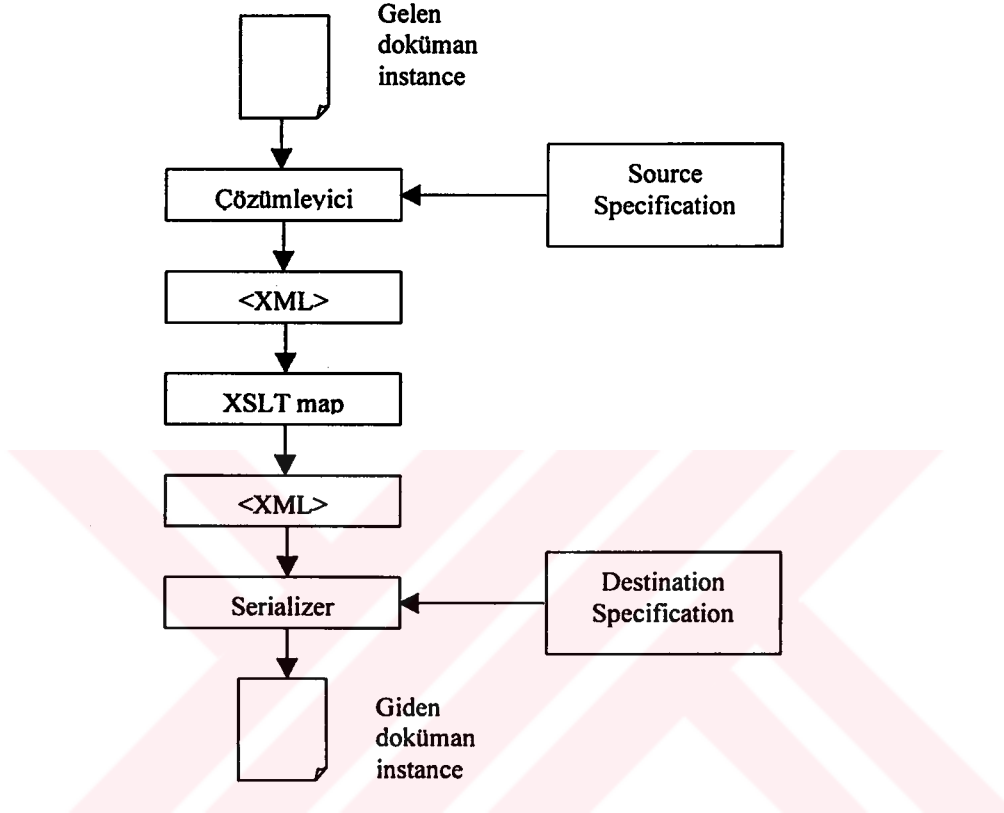 Gelen
doküman
instance
Source
Specification
Çözümleyici
<XML>
XSLT map
<XML>
Destination
Specification
Serializer
Giden
doküman
instance